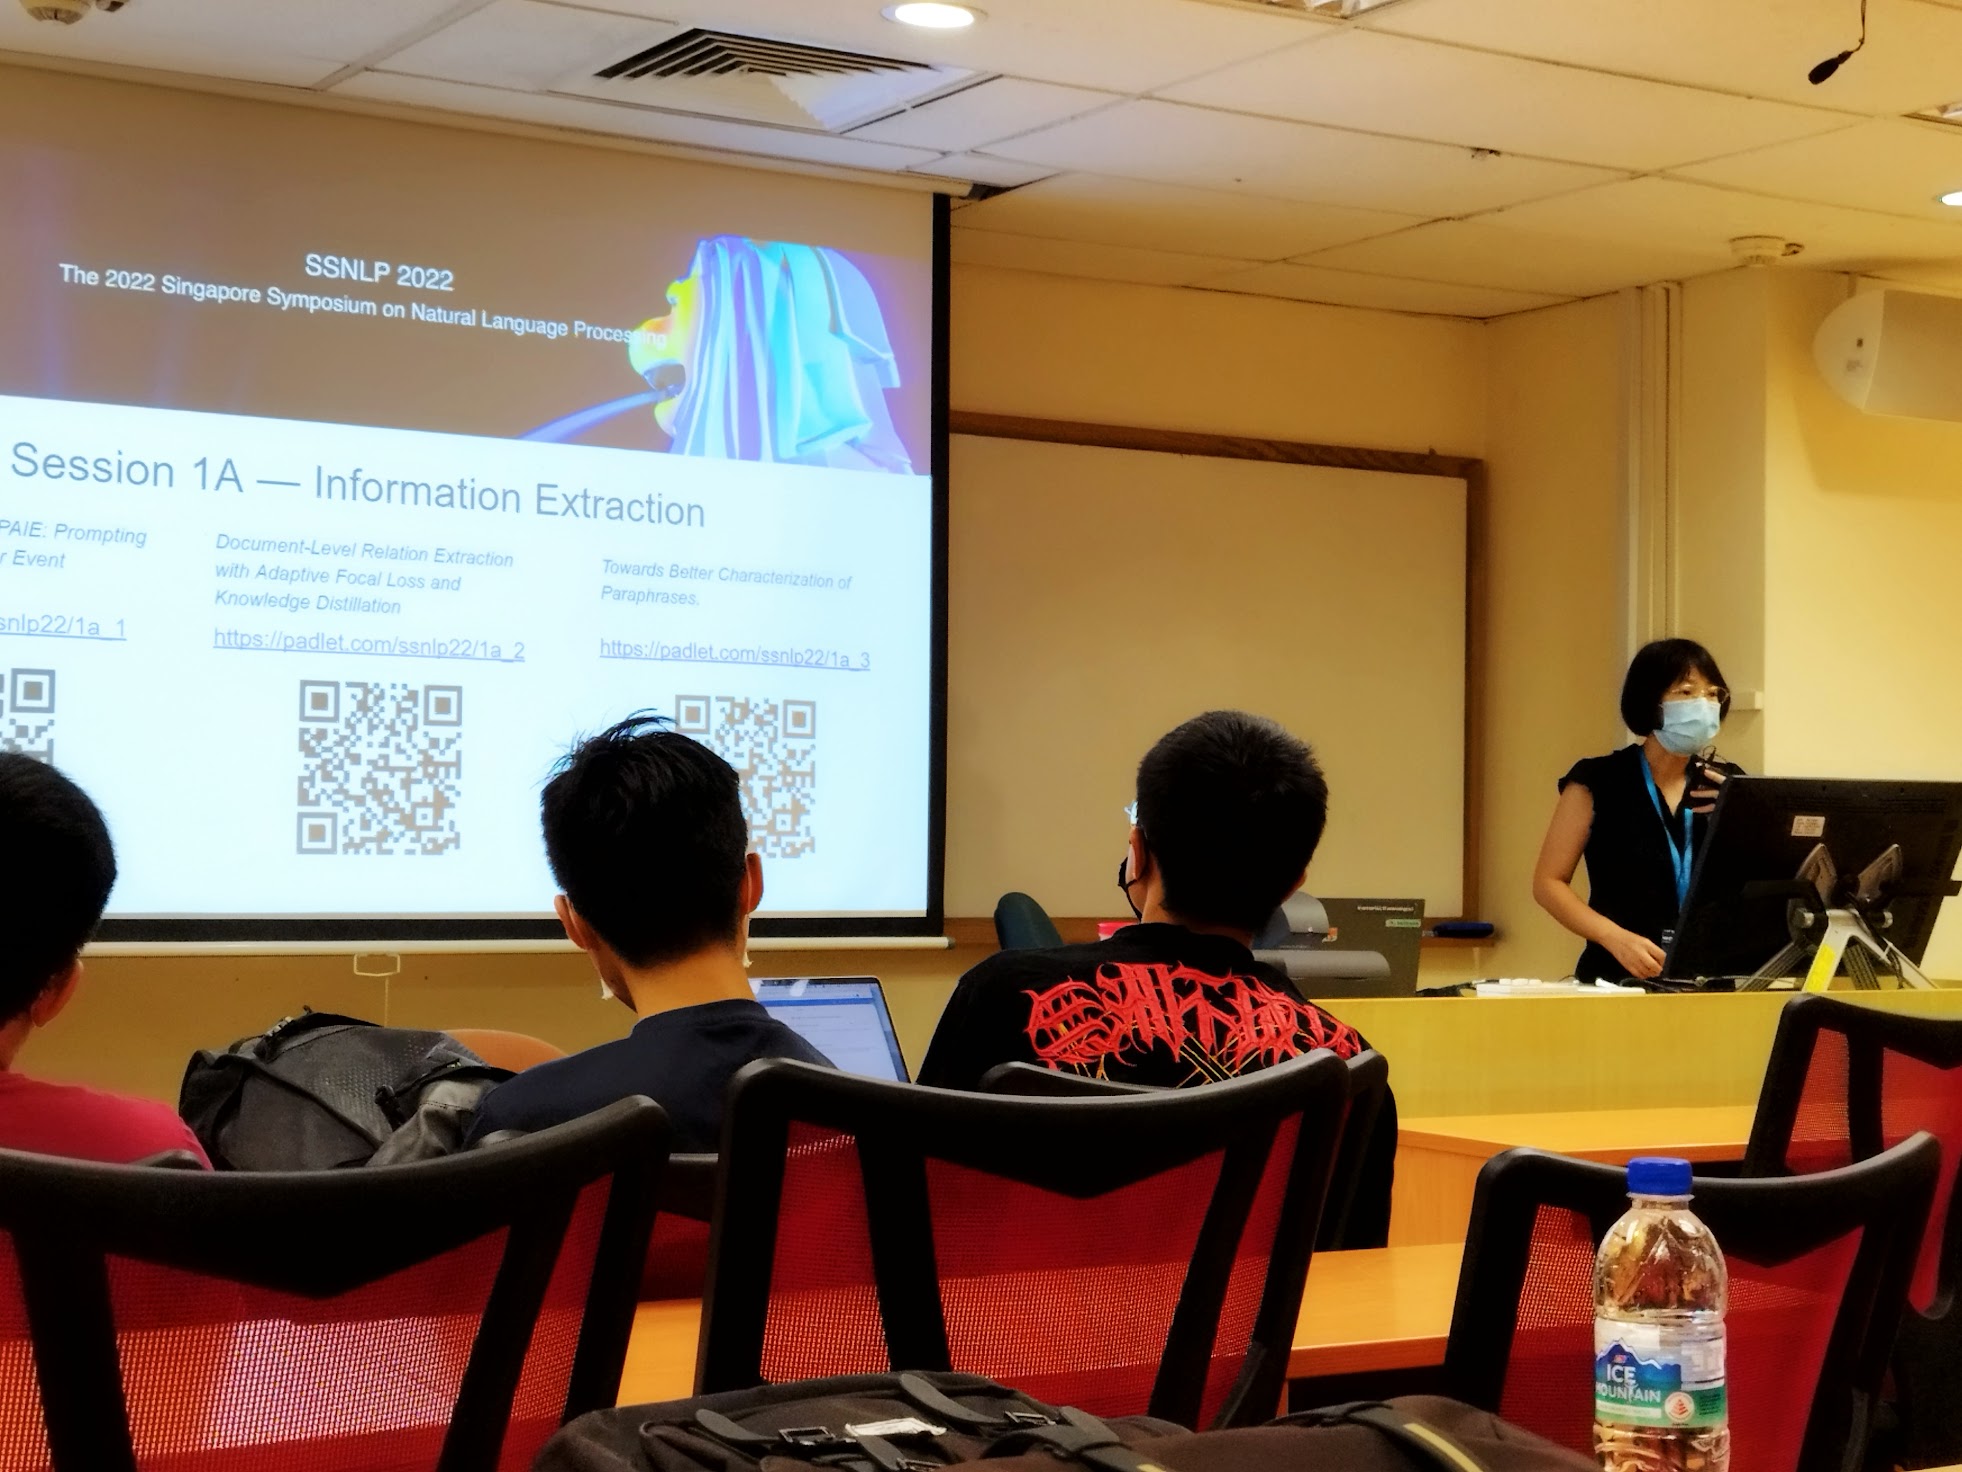 SSNLP 2022
The 2022 Singapore Symposium on Natural Language Processing
Session 1A — Information Extraction
PAIE: Prompting
r Event
snlp22/1a_1
Document-Level Relation Extraction
with Adaptive Focal Loss and
Knowledge Distillation
https://padlet.com/ssnlp22/1a_2
Towards Better Characterization of
Paraphrases.
https://padlet.com/ssnlp22/1a_3
ICE
MOUNTAIN